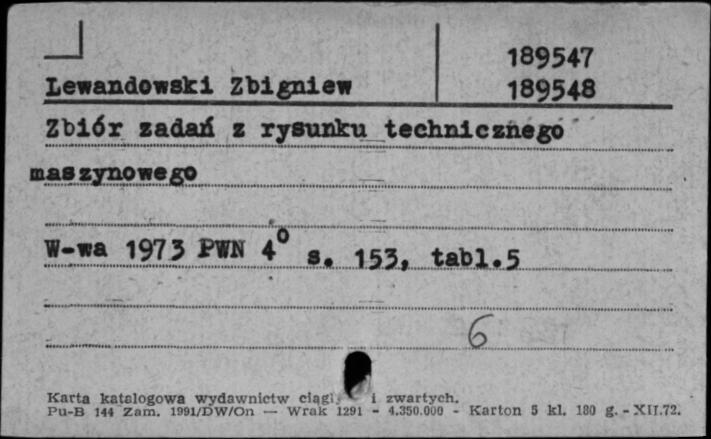 189547
Lewandowski Zbigniew 189548
Zbiór zadań z rysunku technicznego
maszynowego
W-wa 1973 PWN 4° s. 153, tabl.5
6
Karta katalogowa wydawnictw i zwartych.
Pu-B 144 Zam. 1991/DW/On — Wrak 1291 - 4.350.000 - Karton 5 kl. 180 g. - XII.72.